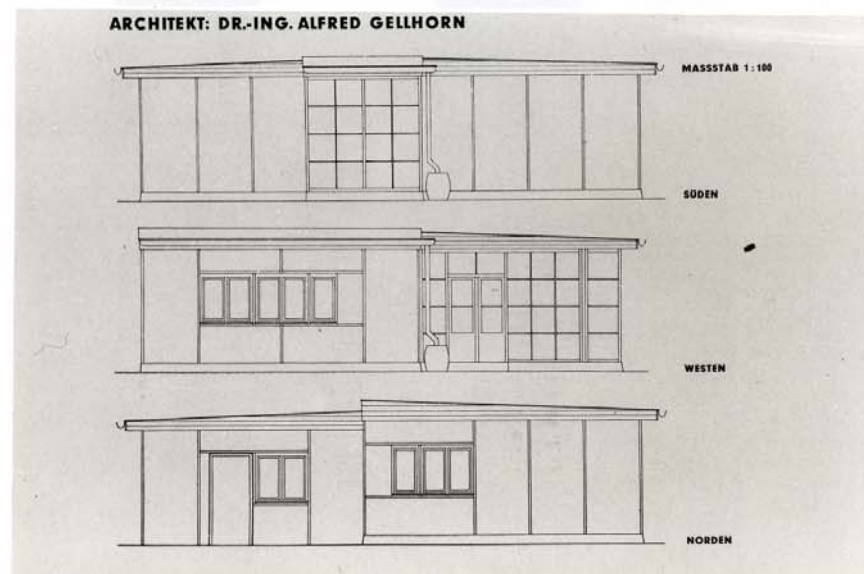 ARCHITEKT: DR.-ING. ALFRED GELLHORN
MASSSTAB 1:100
SÜDEN
WESTEN
NORDEN